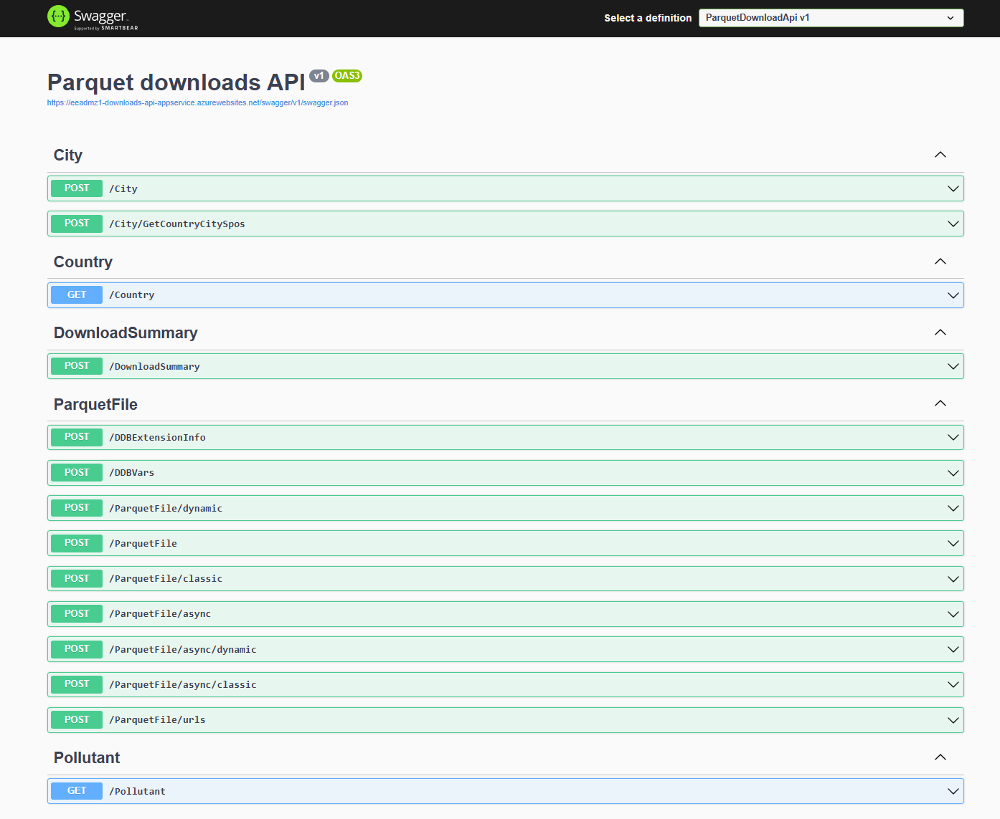 Swagger
Supported by SMARTBEAR
Select a definition
ParquetDownloadApi v1
Parquet downloads API v1 OAS3
https://eeadmz1-downloads-api-appservice.azurewebsites.net/swagger/v1/swagger.json
City
POST /City
POST /City/GetCountryCitySpos
Country
GET /Country
DownloadSummary
POST /DownloadSummary
ParquetFile
POST /DDBExtensionInfo
POST /DDBVars
POST /ParquetFile/dynamic
POST /ParquetFile
POST /ParquetFile/classic
POST /ParquetFile/async
POST /ParquetFile/async/dynamic
POST /ParquetFile/async/classic
POST /ParquetFile/urls
Pollutant
GET /Pollutant